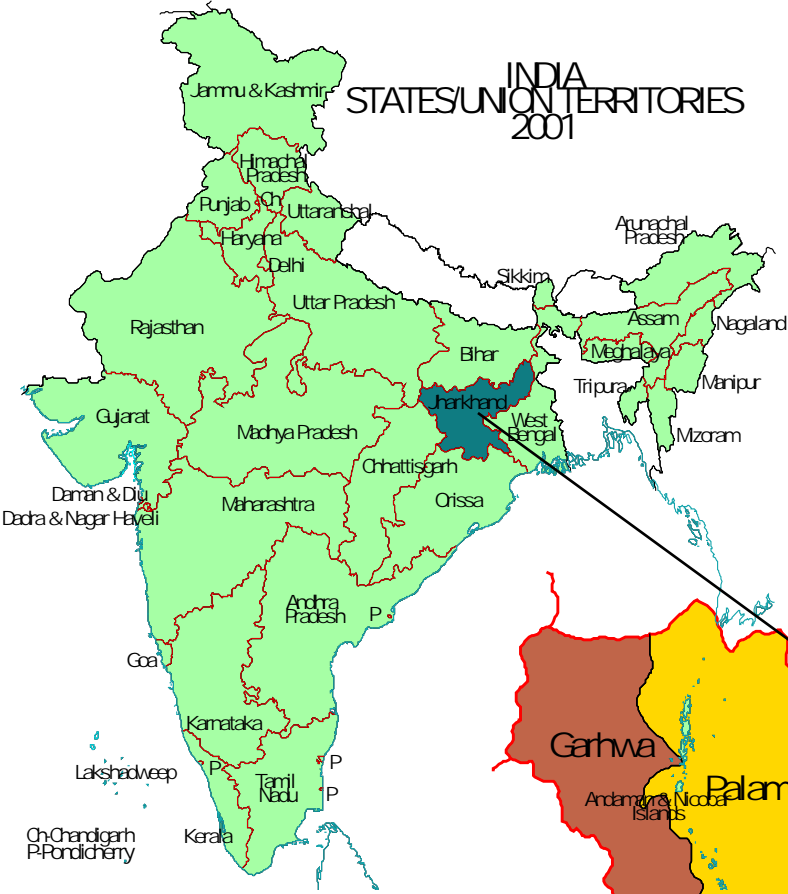 INDIA
STATES/UNION TERRITORIES
2001
Jammu & Kashmir
Himachal
Pradesh
Punjab
Ch
Uttaranshal
Haryana
Delhi
Arunachal
Pradesh
Sikkim
Uttar Pradesh
Rajasthan
Assam
Nagaland
Bihar
Meghalaya
Tripura
Manipur
Jharkhand
Gujarat
West
Bengal
Madhya Pradesh
Mizoram
Chhattisgarh
Daman & Diu
Maharashtra
Orissa
Dadra & Nagar Haveli
Andhra
Pradesh
P
Goa
Karnataka
Garhwa
P
P
Lakshadweep
Tamil
Nadu
P
Palam
Andaman & Nicobar
Islands
Kerala
Ch-Chandigarh
P-Pondicherry